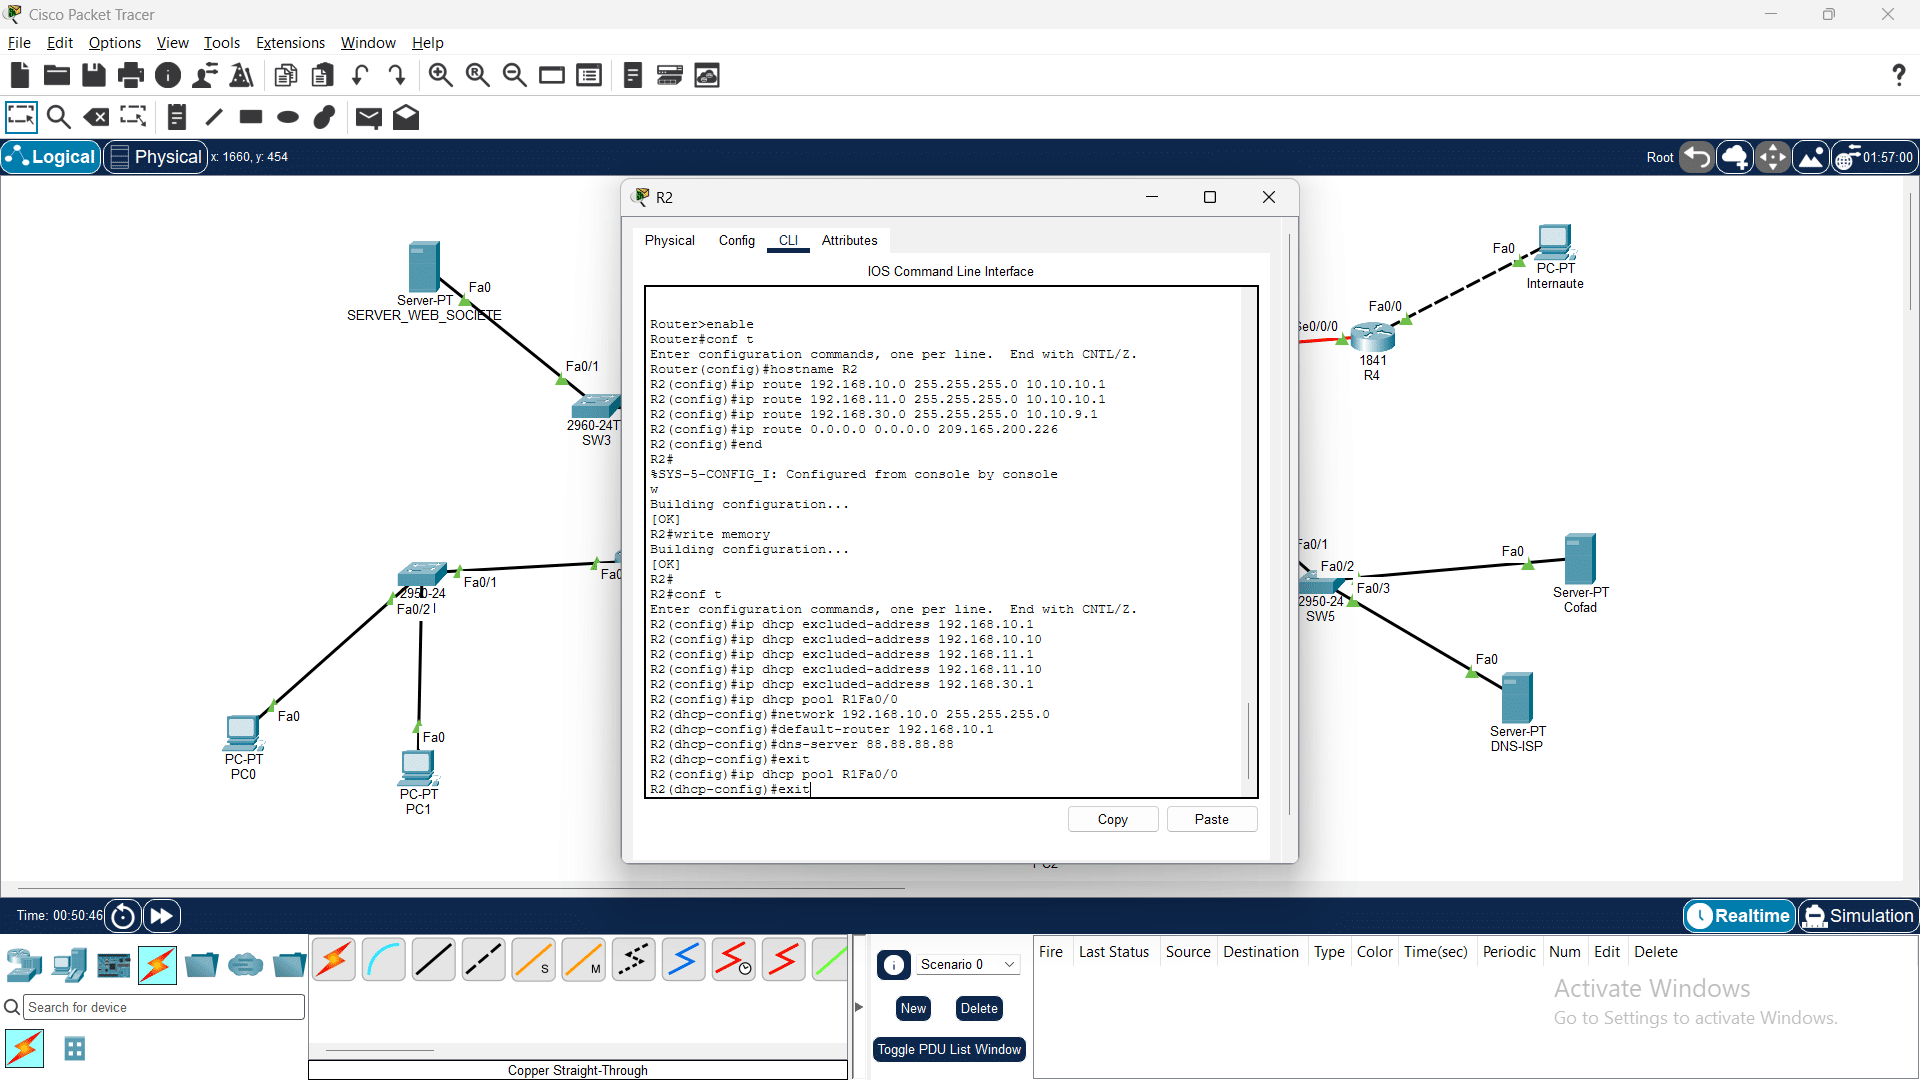 Cisco Packet Tracer
File Edit Options View Tools Extensions Window Help
Logical Physical x: 1660, y: 454
Root 01:57:00
R2
Physical Config CLI Attributes
IOS Command Line Interface
Router>enable
Router#conf t
Enter configuration commands, one per line.  End with CNTL/Z.
Router(config)#hostname R2
R2(config)#ip route 192.168.10.0 255.255.255.0 10.10.10.1
R2(config)#ip route 192.168.11.0 255.255.255.0 10.10.10.1
R2(config)#ip route 192.168.30.0 255.255.255.0 10.10.9.1
R2(config)#ip route 0.0.0.0 0.0.0.0 209.165.200.226
R2(config)#end
R2#
%SYS-5-CONFIG_I: Configured from console by console
w
Building configuration...
[OK]
R2#write memory
Building configuration...
[OK]
R2#
R2#conf t
Enter configuration commands, one per line.  End with CNTL/Z.
R2(config)#ip dhcp excluded-address 192.168.10.1
R2(config)#ip dhcp excluded-address 192.168.10.10
R2(config)#ip dhcp excluded-address 192.168.11.1
R2(config)#ip dhcp excluded-address 192.168.11.10
R2(config)#ip dhcp excluded-address 192.168.30.1
R2(config)#ip dhcp pool R1Fa0/0
R2(dhcp-config)#network 192.168.10.0 255.255.255.0
R2(dhcp-config)#default-router 192.168.10.1
R2(dhcp-config)#dns-server 88.88.88.88
R2(dhcp-config)#exit
R2(config)#ip dhcp pool R1Fa0/0
R2(dhcp-config)#exit
Copy Paste
Fa0
Server-PT
SERVER_WEB_SOCIETE
Fa0/1
2960-24T
SW3
Fa0/1
2950-24
Fa0/2
Fa0
PC-PT
PC0
Fa0
PC-PT
PC1
Fa0
PC-PT
Internaute
Fa0/0
Se0/0/0
1841
R4
Fa0/1
Fa0/2
Fa0/3
2950-24
SW5
Fa0
Server-PT
Cofad
Fa0
Server-PT
DNS-ISP
PC2
Time: 00:50:46
Realtime Simulation
Search for device
S
M
Copper Straight-Through
Scenario 0
New Delete
Toggle PDU List Window
Fire Last Status Source Destination Type Color Time(sec) Periodic Num Edit Delete
Activate Windows
Go to Settings to activate Windows.